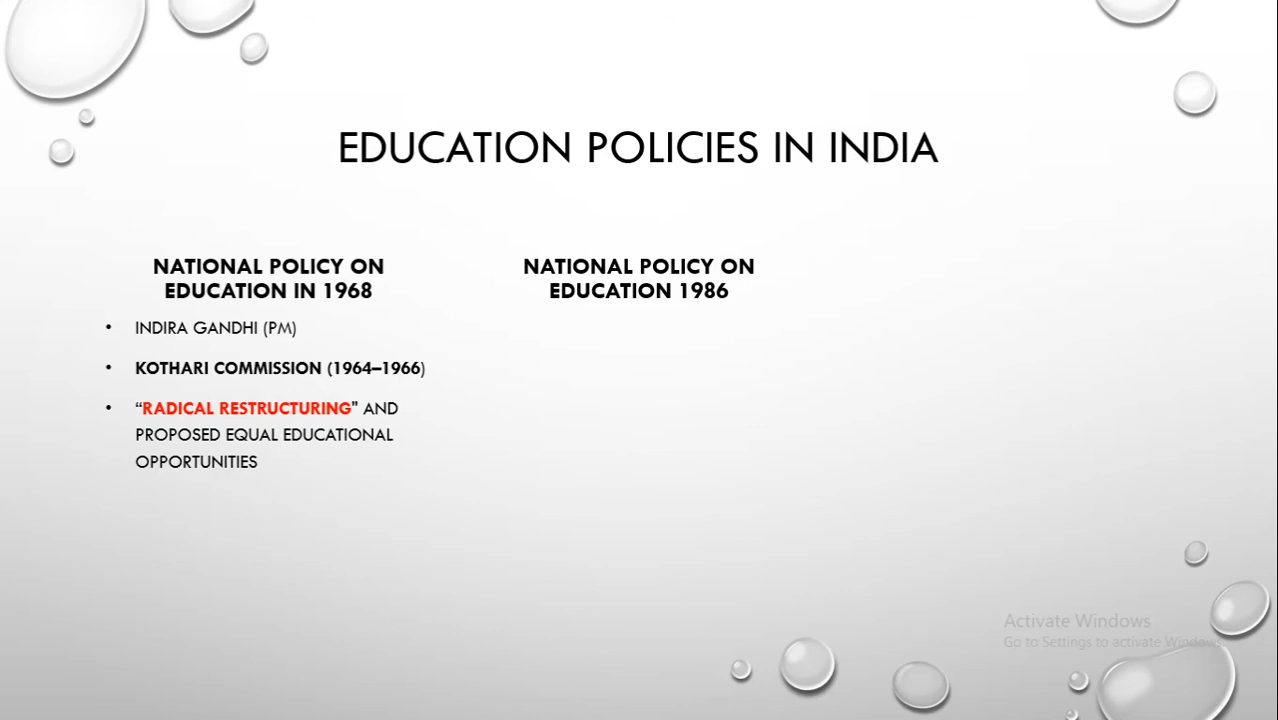 EDUCATION POLICIES IN INDIA
NATIONAL POLICY ON
EDUCATION IN 1968
• INDIRA GANDHI (PM)
• KOTHARI COMMISSION (1964–1966)
• “RADICAL RESTRUCTURING" AND
PROPOSED EQUAL EDUCATIONAL
OPPORTUNITIES
NATIONAL POLICY ON
EDUCATION 1986
Activate Windows
Go to Settings to activate Windows.